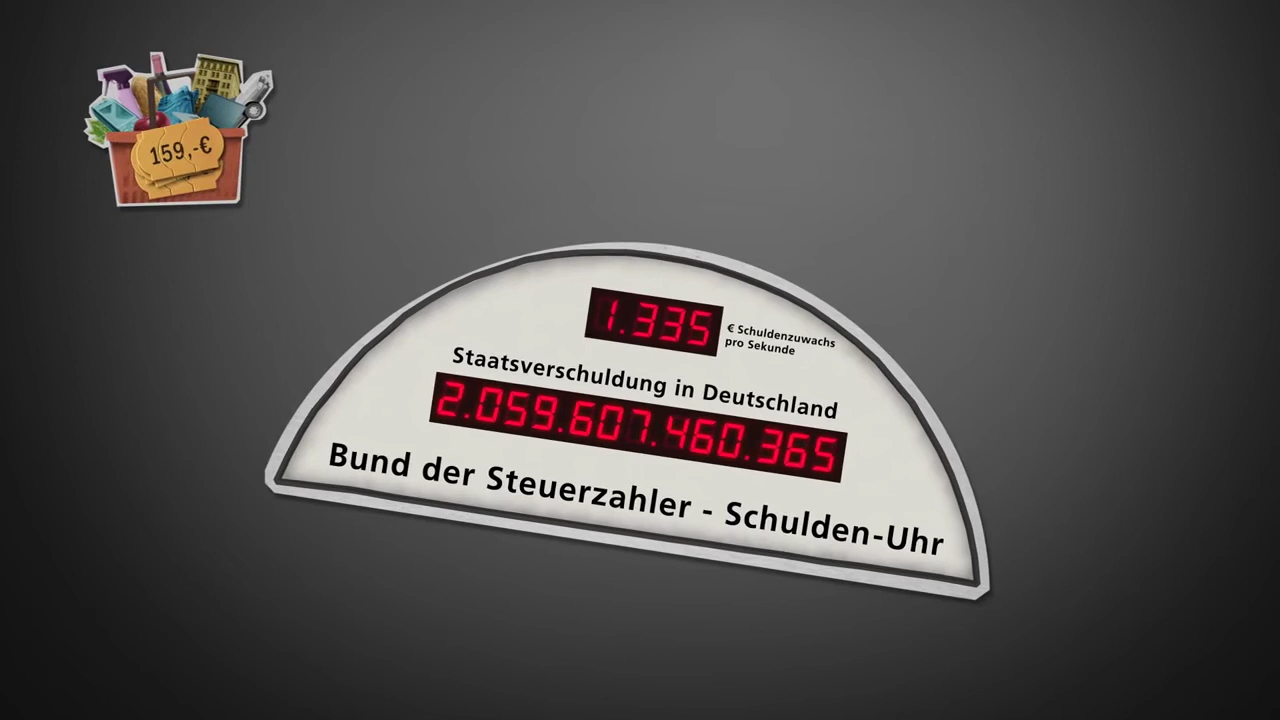 159,-€
1.335
€ Schuldenzuwachs
pro Sekunde
Staatsverschuldung in Deutschland
2.059.607.460.365
Bund der Steuerzahler - Schulden-Uhr